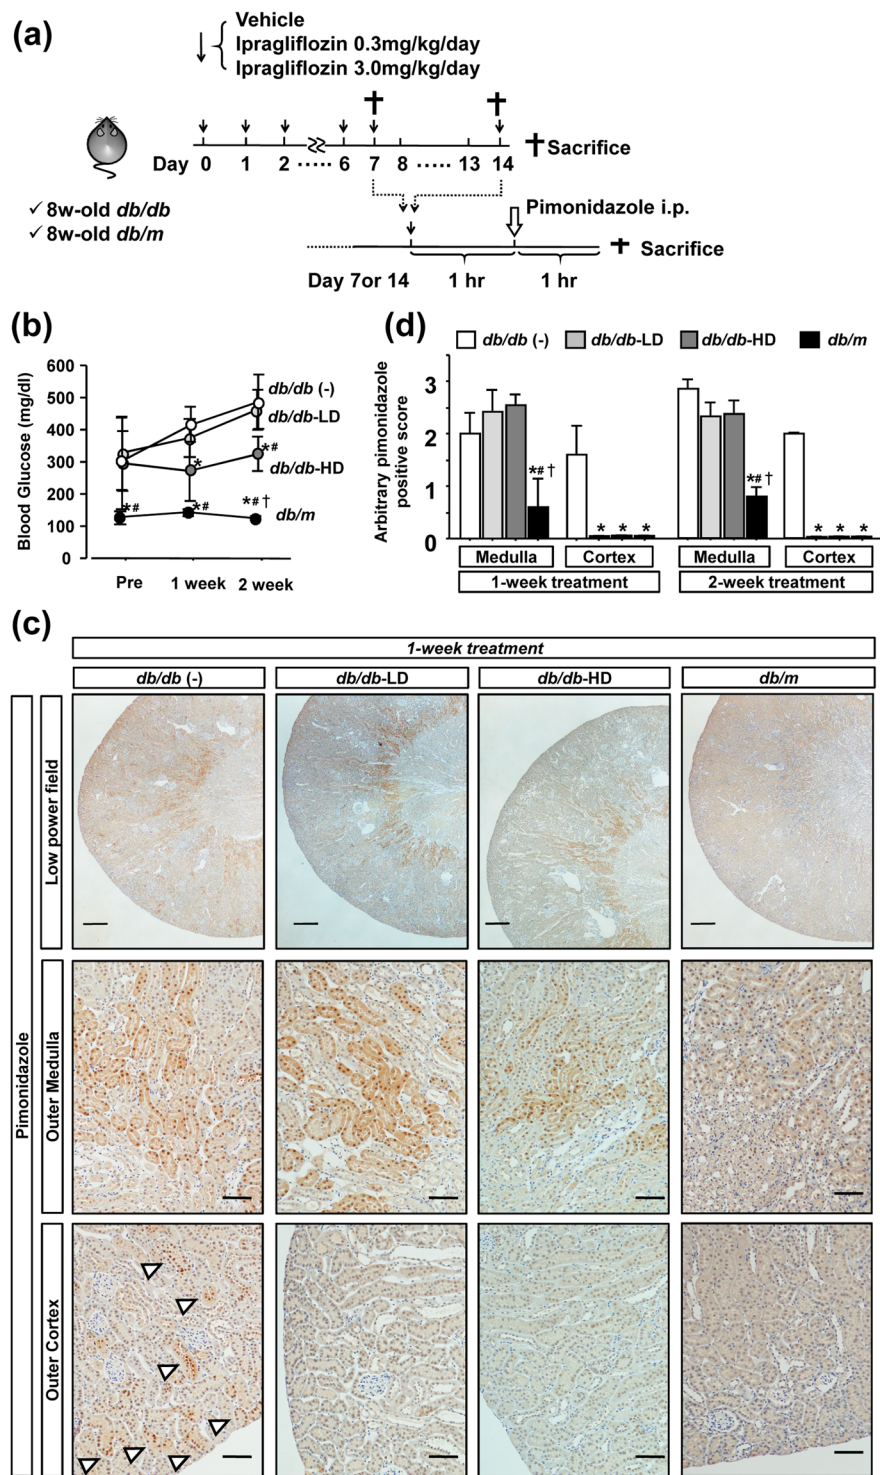 (a)
Vehicle
Ipragliflozin 0.3mg/kg/day
Ipragliflozin 3.0mg/kg/day
Sacrifice
Day 0 1 2 ····· 6 7 8 ····· 13 14
✓ 8w-old db/db
✓ 8w-old db/m
Pimonidazole i.p.
Sacrifice
Day 7or 14 1 hr 1 hr
(b)
Blood Glucose (mg/dl)
600
500
400
300
200
100
0
db/db (-)
db/db-LD
*#
*
db/db-HD
*#
*#
*#†
db/m
Pre 1 week 2 week
(d)
db/db (-) db/db-LD db/db-HD db/m
Arbitrary pimonidazole
positive score
3
2
1
0
*#†
* * *
*#†
* * *
Medulla Cortex Medulla Cortex
1-week treatment 2-week treatment
(c)
1-week treatment
db/db (-) db/db-LD db/db-HD db/m
Pimonidazole
Low power field
Outer Medulla
Outer Cortex